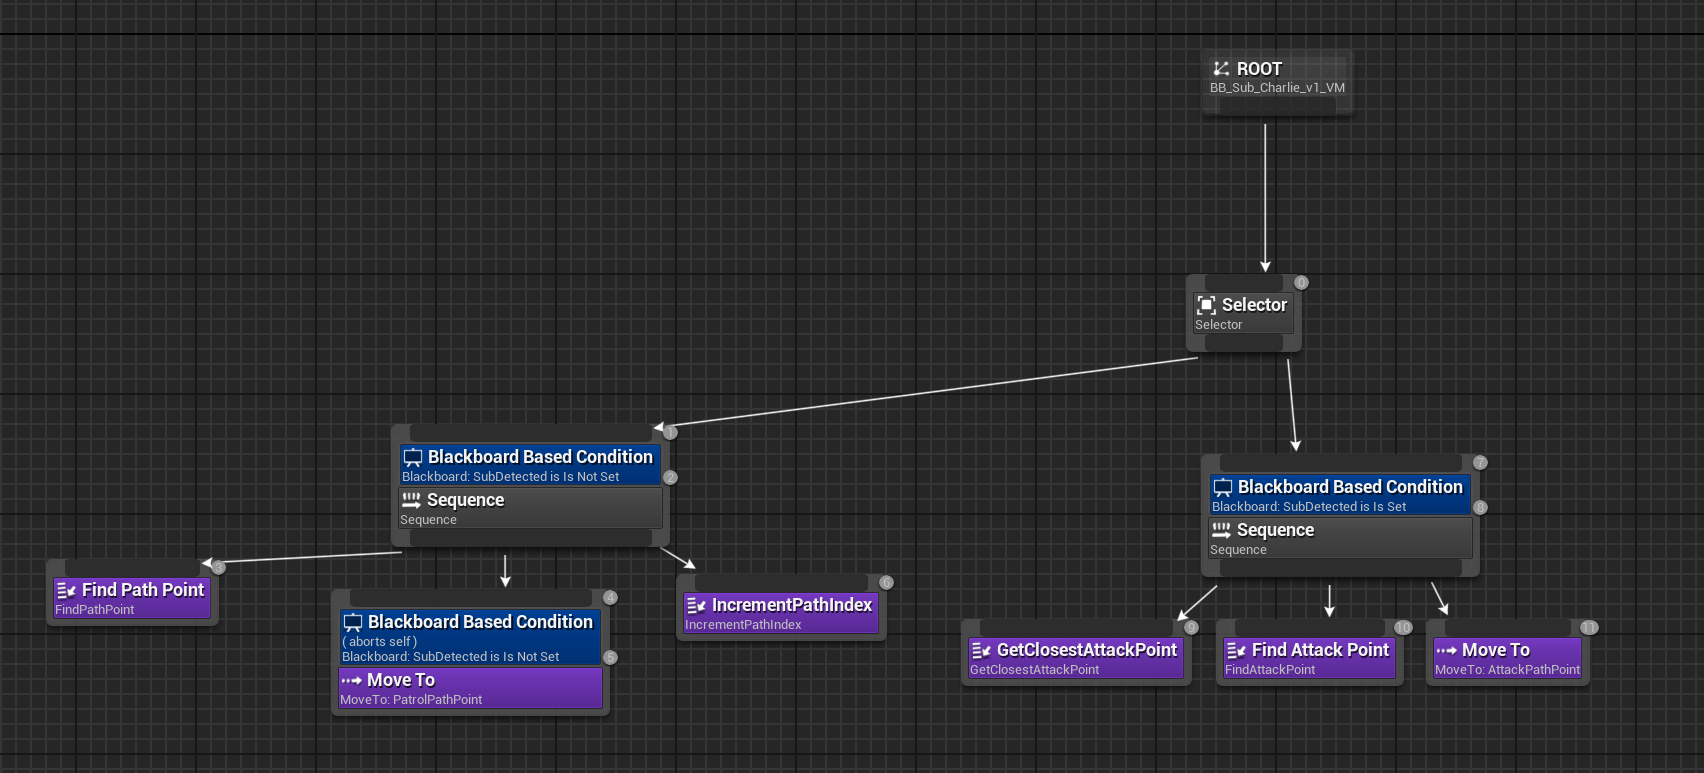 ROOT
BB_Sub_Charlie_v1_VM
0
Selector
Selector
1
Blackboard Based Condition
Blackboard: SubDetected is Is Not Set
2
Sequence
Sequence
7
Blackboard Based Condition
Blackboard: SubDetected is Is Set
8
Sequence
Sequence
3
Find Path Point
FindPathPoint
4
Blackboard Based Condition
( aborts self )
Blackboard: SubDetected is Is Not Set
5
Move To
MoveTo: PatrolPathPoint
6
IncrementPathIndex
IncrementPathIndex
9
GetClosestAttackPoint
GetClosestAttackPoint
10
Find Attack Point
FindAttackPoint
11
Move To
MoveTo: AttackPathPoint